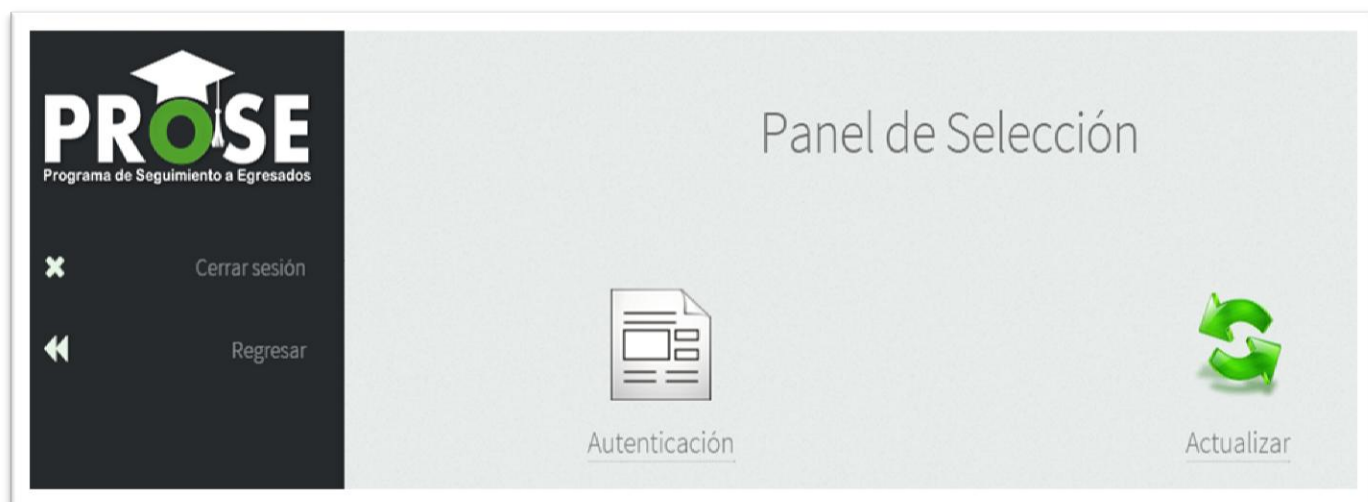 PROSE
Programa de Seguimiento a Egresados
Cerrar sesión
Regresar
Panel de Selección
Autenticación
Actualizar